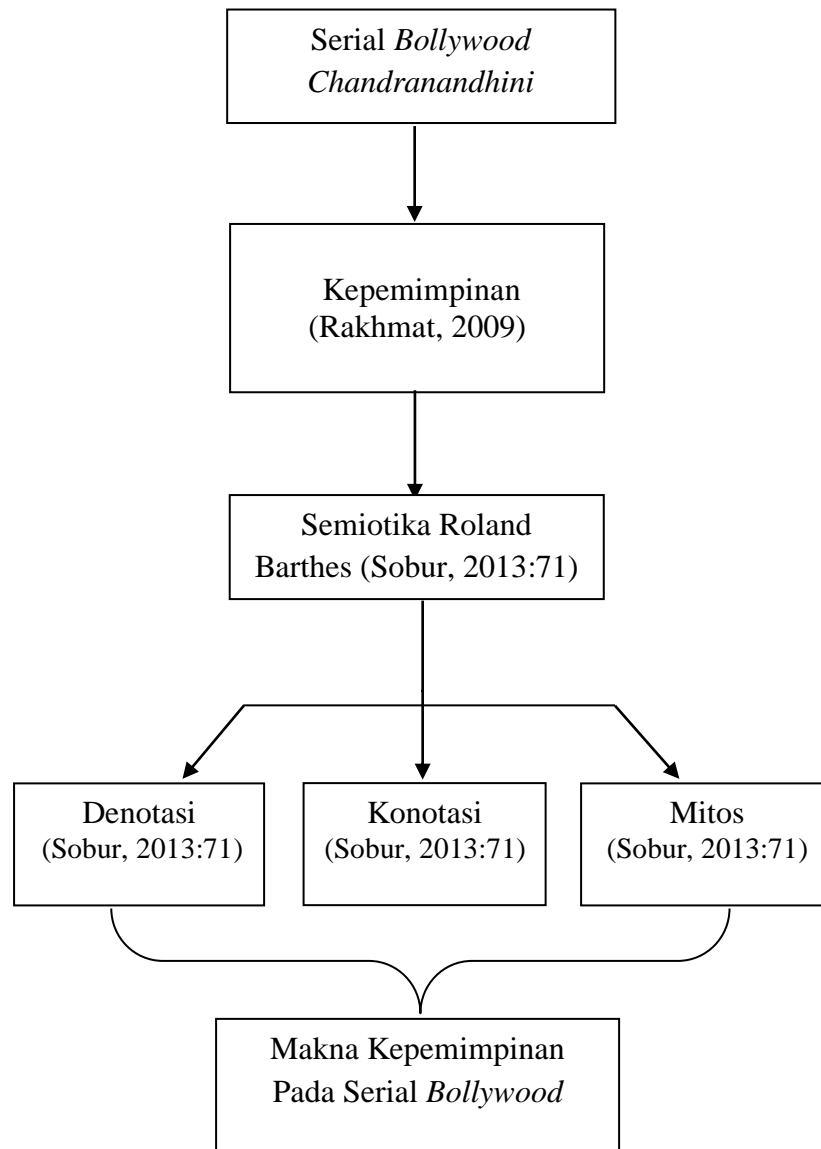 Serial Bollywood
Chandranandhini
Kepemimpinan
(Rakhmat, 2009)
Semiotika Roland
Barthes (Sobur, 2013:71)
Denotasi
(Sobur, 2013:71)
Konotasi
(Sobur, 2013:71)
Mitos
(Sobur, 2013:71)
Makna Kepemimpinan
Pada Serial Bollywood